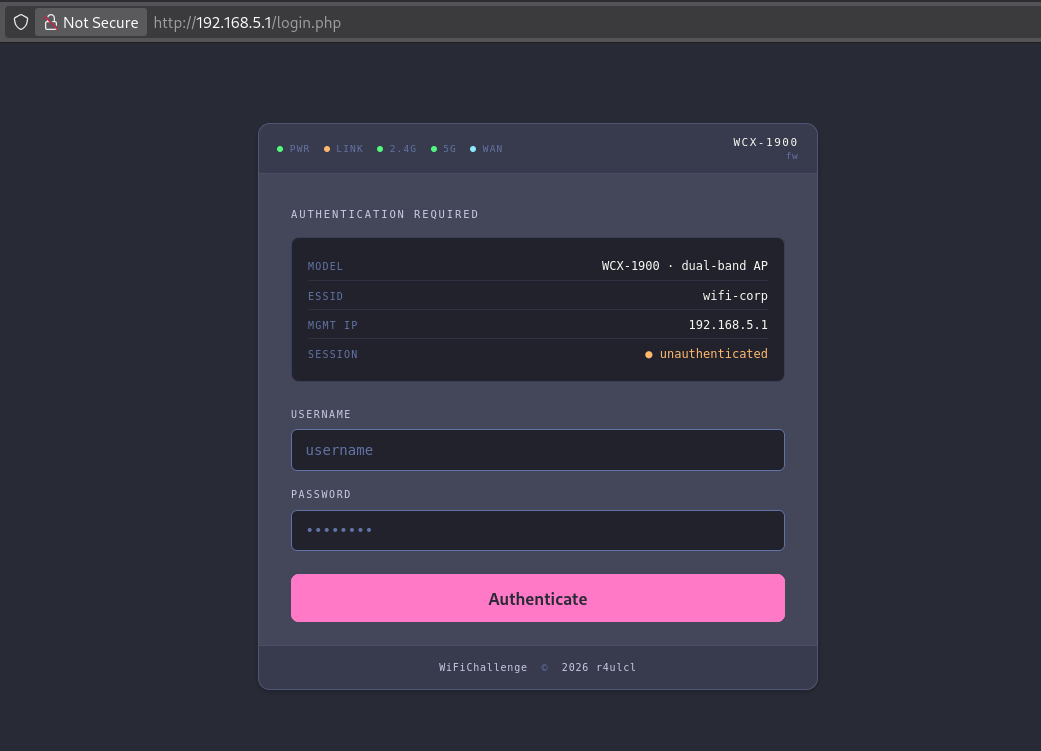 Not Secure http://192.168.5.1/login.php
PWR LINK 2.4G 5G WAN WCX-1900
fw
AUTHENTICATION REQUIRED
MODEL WCX-1900 · dual-band AP
ESSID wifi-corp
MGMT IP 192.168.5.1
SESSION ● unauthenticated
USERNAME
username
PASSWORD
••••••••
Authenticate
WiFiChallenge © 2026 r4ulcl